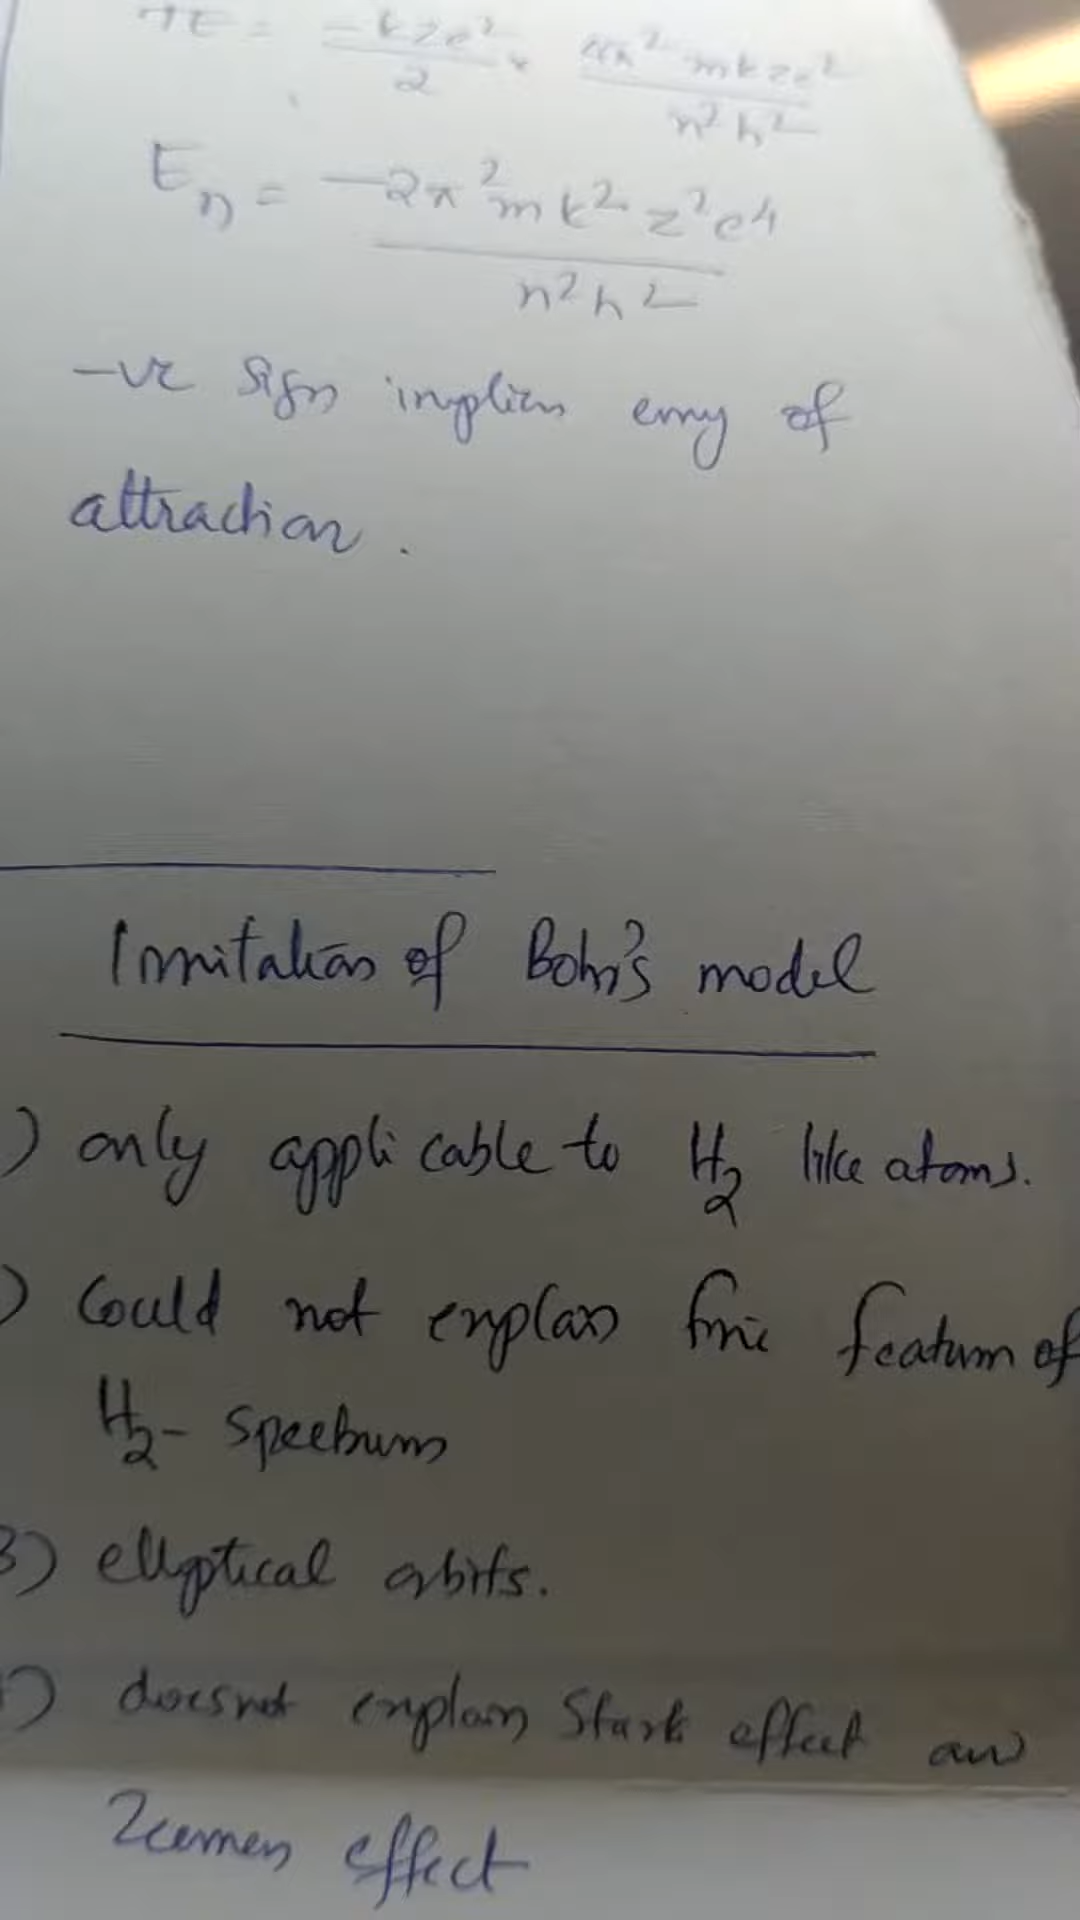 TE = -kze²/2 × 4π²mkze²/n²h²
Eₙ = -2π²mk²z²e⁴/n²h²
-ve sign implies enrgy of
attraction.
limitation of Bohr's model
) only applicable to H₂ like atoms.
) Could not explain fine feature of
H₂- spectrum
3) elliptical orbits.
) doesnot explain Stark effect and
Zeeman effect